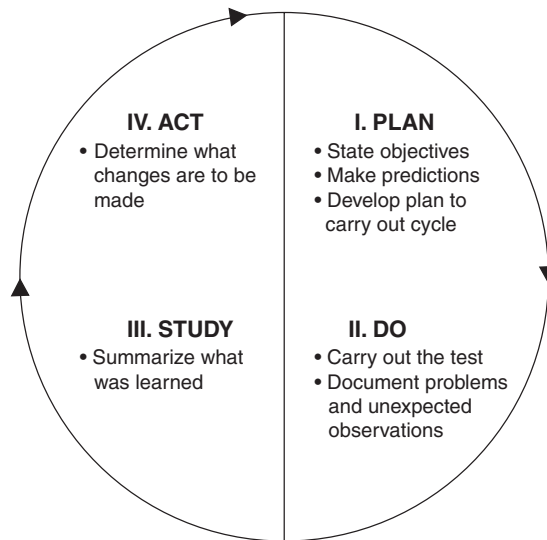 I. PLAN
• State objectives
• Make predictions
• Develop plan to
carry out cycle
II. DO
• Carry out the test
• Document problems
and unexpected
observations
III. STUDY
• Summarize what
was learned
IV. ACT
• Determine what
changes are to be
made